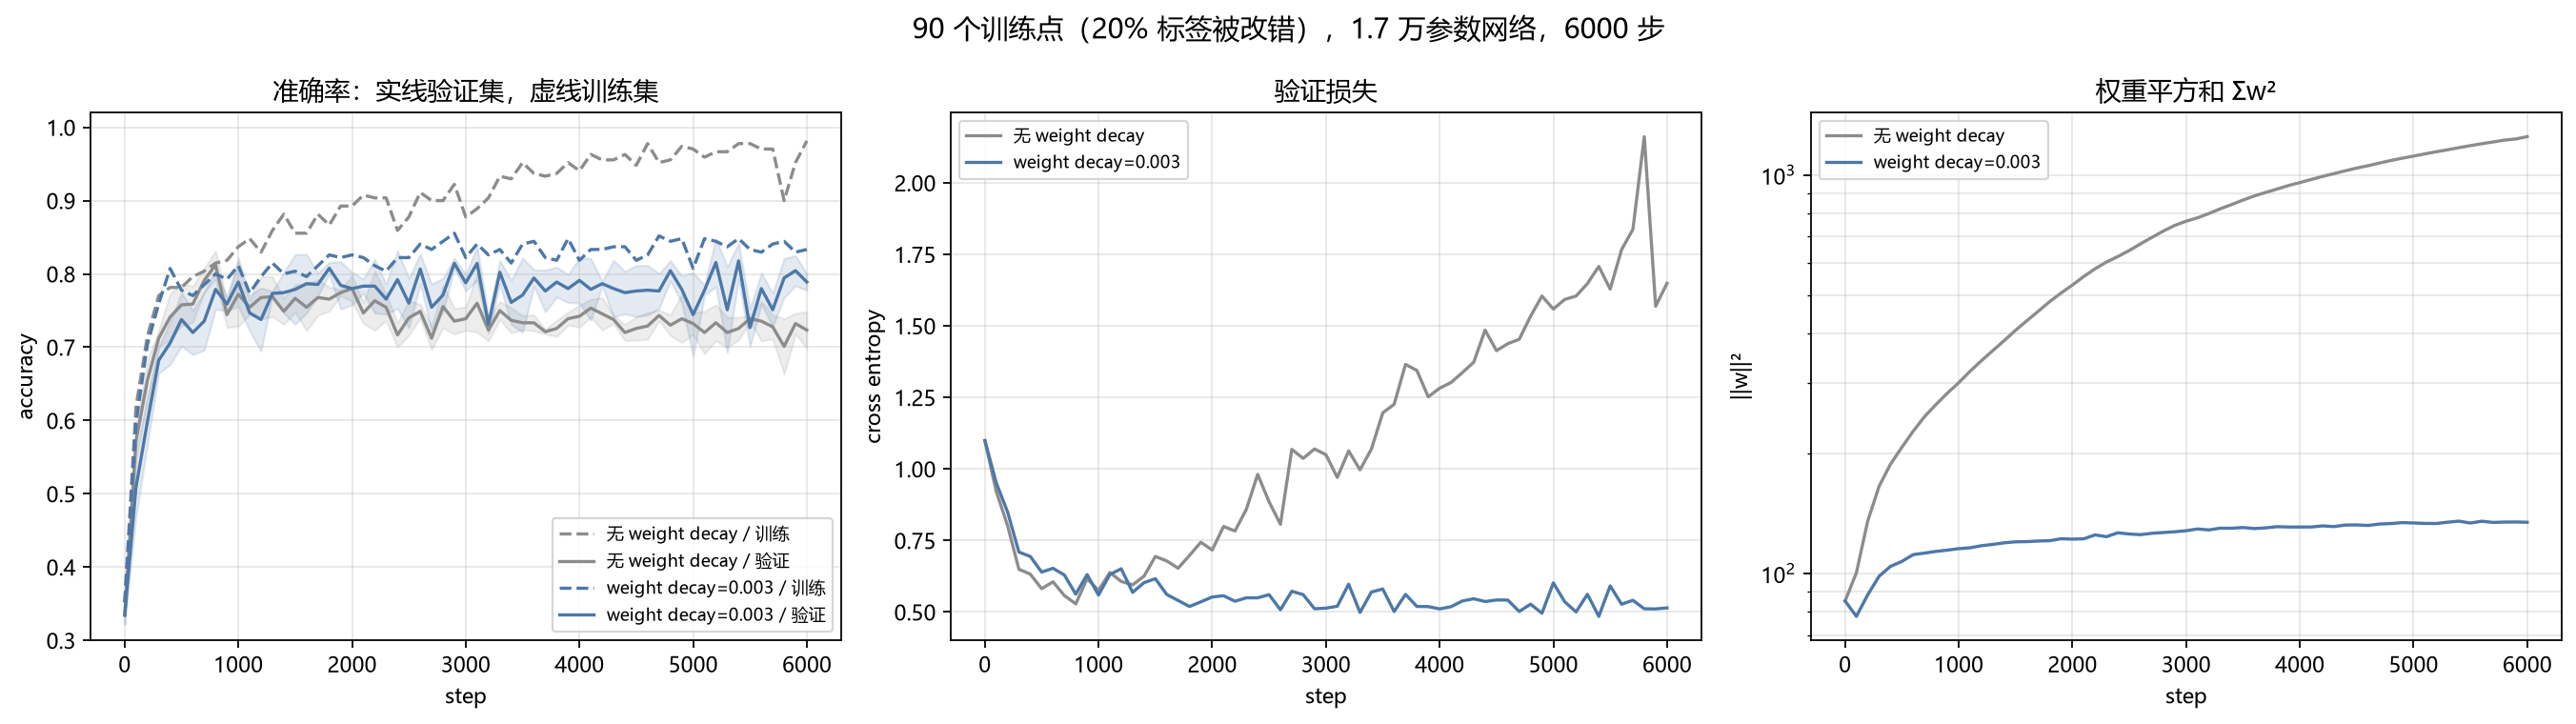 90 个训练点（20% 标签被改错），1.7 万参数网络，6000 步
准确率：实线验证集，虚线训练集
1.0
0.9
0.8
0.7
0.6
0.5
0.4
0.3
accuracy
0 1000 2000 3000 4000 5000 6000
step
无 weight decay / 训练
无 weight decay / 验证
weight decay=0.003 / 训练
weight decay=0.003 / 验证
验证损失
无 weight decay
weight decay=0.003
2.00
1.75
1.50
1.25
1.00
0.75
0.50
cross entropy
0 1000 2000 3000 4000 5000 6000
step
权重平方和 Σw²
无 weight decay
weight decay=0.003
10³
10²
||w||²
0 1000 2000 3000 4000 5000 6000
step